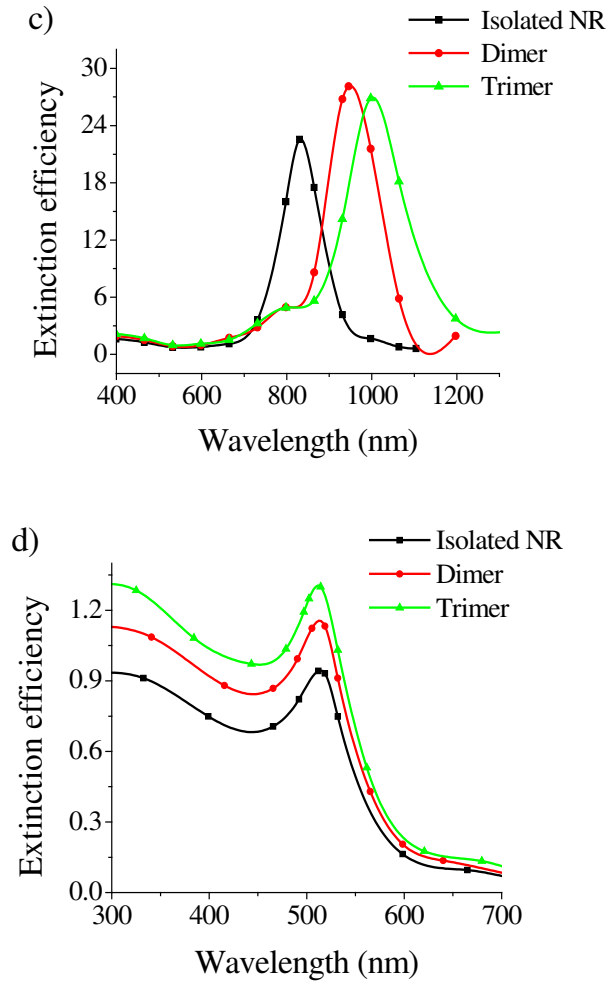 c)
Isolated NR
Dimer
Trimer
Extinction efficiency
30
24
18
12
6
0
400 600 800 1000 1200
Wavelength (nm)
d)
Isolated NR
Dimer
Trimer
Extinction efficiency
1.2
0.9
0.6
0.3
0.0
300 400 500 600 700
Wavelength (nm)